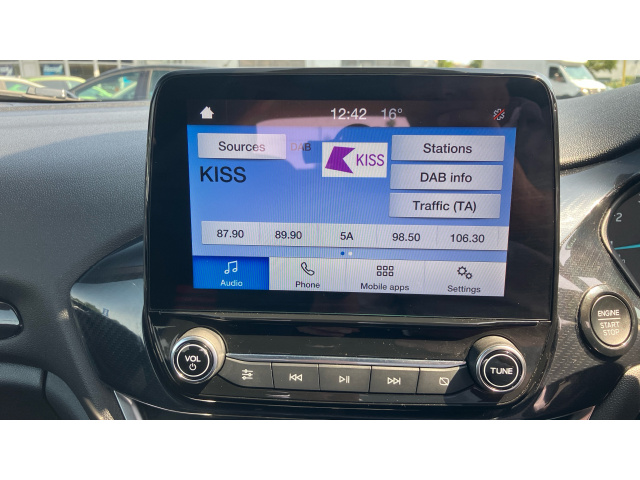 12:42 16°
Sources DAB KISS Stations
KISS
DAB info
Traffic (TA)
87.90 89.90 5A 98.50 106.30
Audio Phone Mobile apps Settings
ENGINE
START
STOP
VOL
TUNE